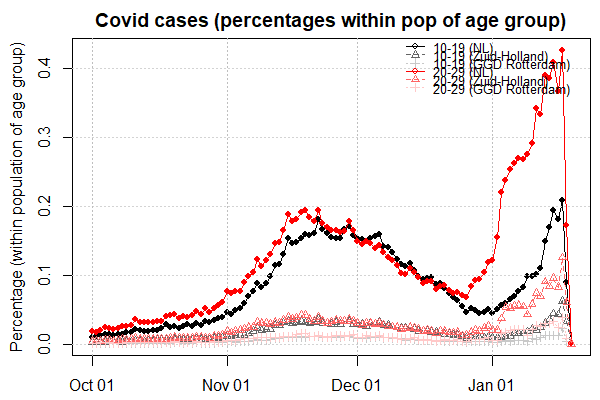 Covid cases (percentages within pop of age group)
Percentage (within population of age group)
0.4
0.3
0.2
0.1
0.0
10-19 (NL)
10-19 (Zuid-Holland)
10-19 (GGD Rotterdam)
20-29 (NL)
20-29 (Zuid-Holland)
20-29 (GGD Rotterdam)
Oct 01
Nov 01
Dec 01
Jan 01